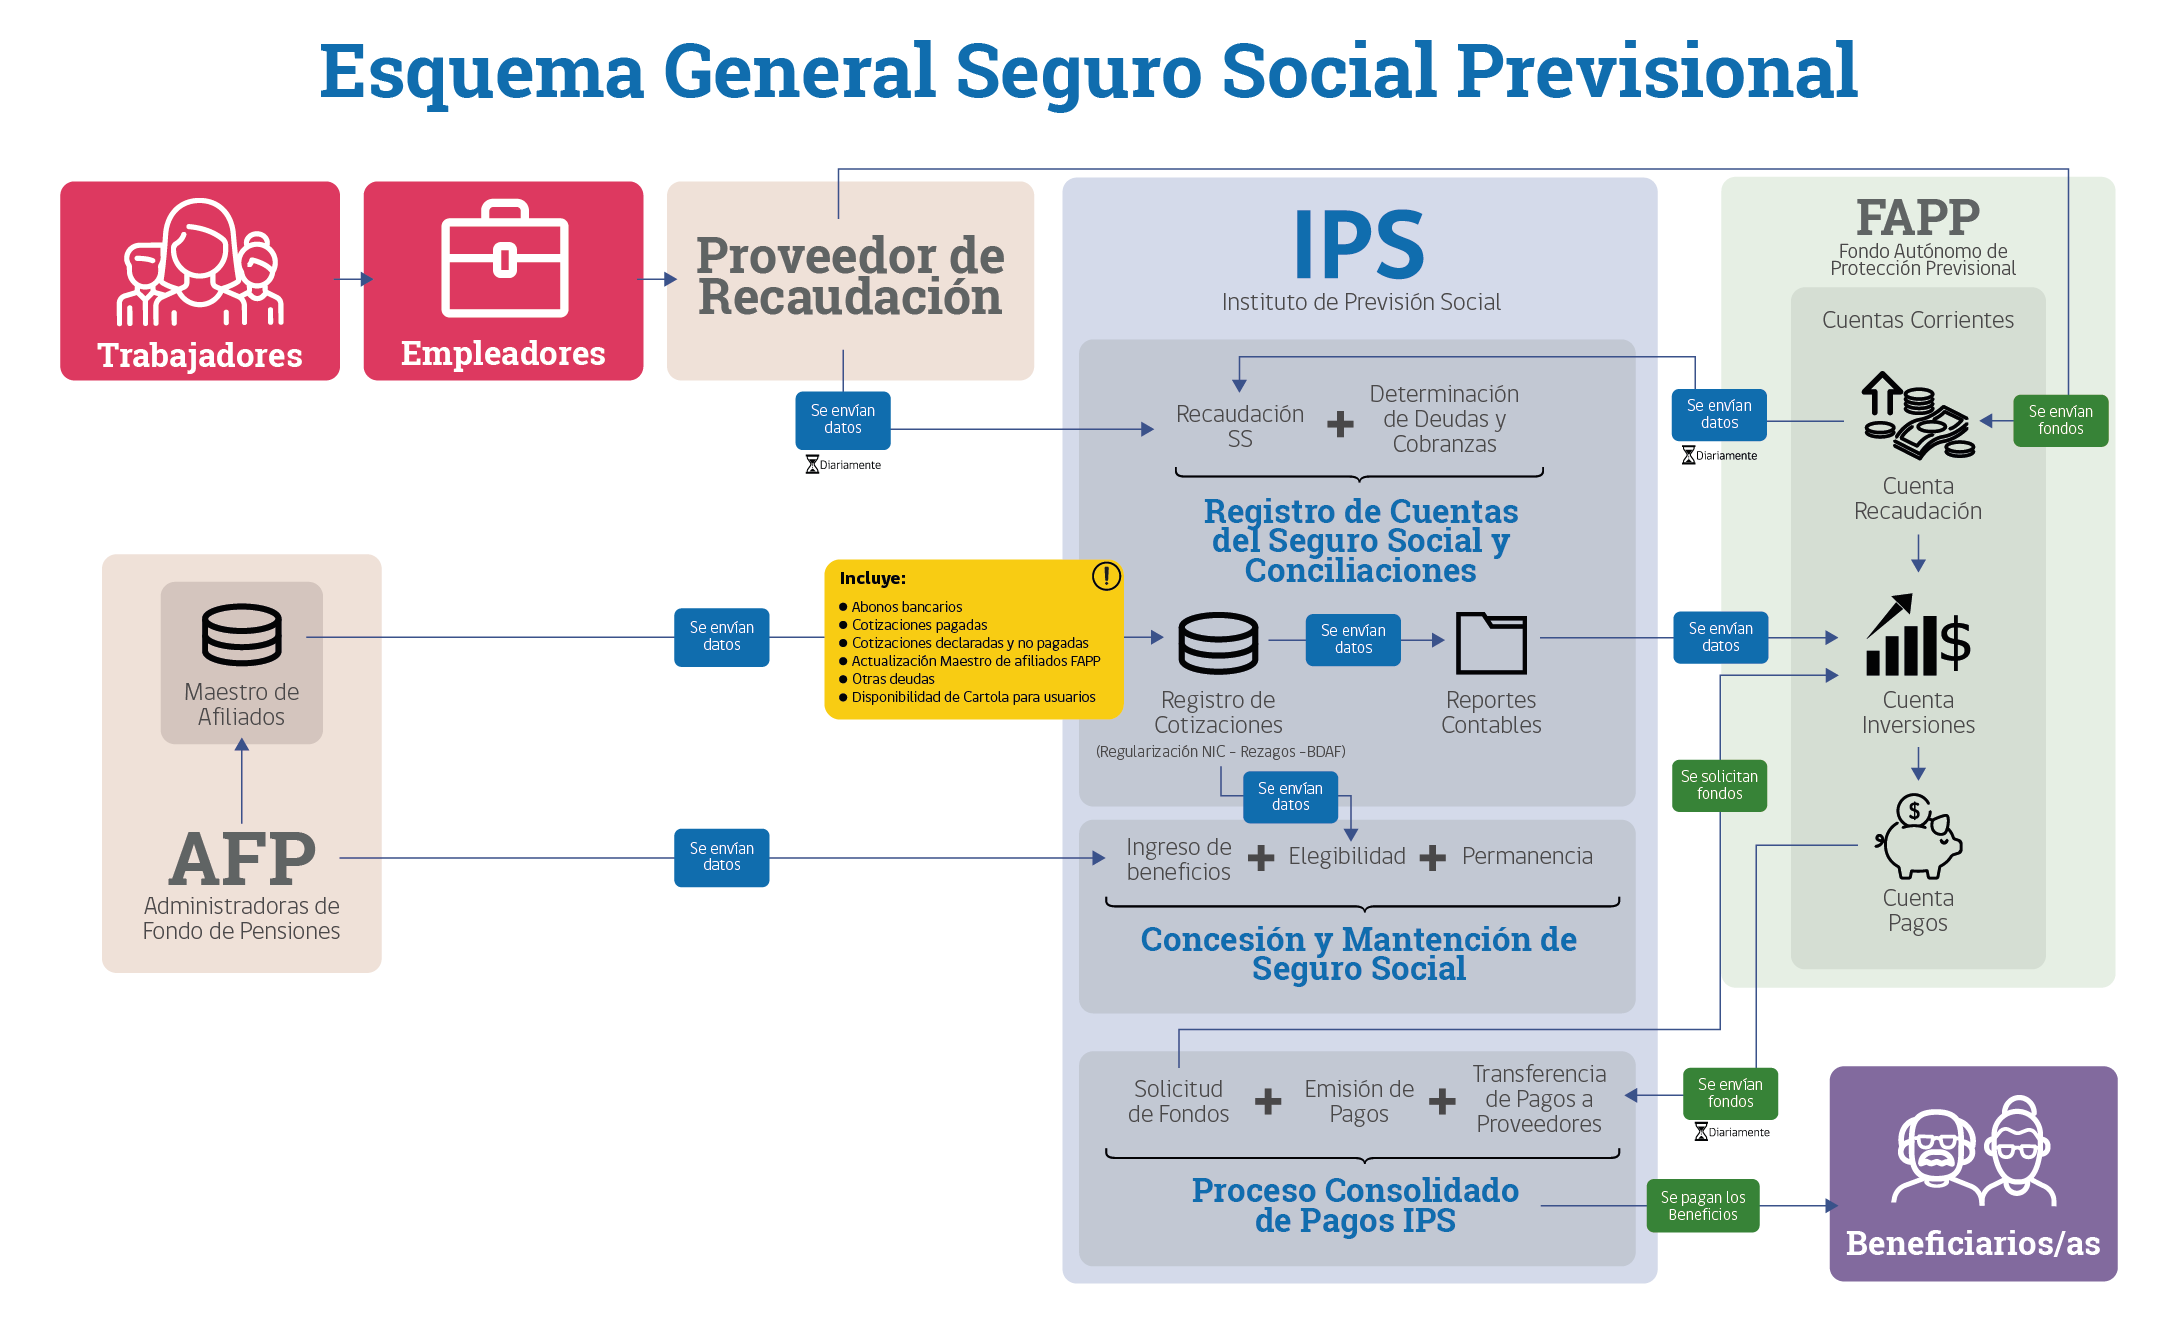 Esquema General Seguro Social Previsional
Trabajadores
Empleadores
Proveedor de
Recaudación
Se envían
datos
Diariamente
IPS
Instituto de Previsión Social
Recaudación
SS
Determinación
de Deudas y
Cobranzas
Registro de Cuentas
del Seguro Social y
Conciliaciones
Se envían
datos
Diariamente
FAPP
Fondo Autónomo de
Protección Previsional
Cuentas Corrientes
Se envían
fondos
Cuenta
Recaudación
Maestro de
Afiliados
AFP
Administradoras de
Fondo de Pensiones
Se envían
datos
Incluye:
● Abonos bancarios
● Cotizaciones pagadas
● Cotizaciones declaradas y no pagadas
● Actualización Maestro de afiliados FAPP
● Otras deudas
● Disponibilidad de Cartola para usuarios
Registro de
Cotizaciones
(Regularización NIC - Rezagos -BDAF)
Se envían
datos
Reportes
Contables
Se envían
datos
$
Cuenta
Inversiones
Se envían
datos
Se solicitan
fondos
Se envían
datos
Ingreso de
beneficios
Elegibilidad
Permanencia
Concesión y Mantención de
Seguro Social
$
Cuenta
Pagos
Solicitud
de Fondos
Emisión de
Pagos
Transferencia
de Pagos a
Proveedores
Se envían
fondos
Diariamente
Proceso Consolidado
de Pagos IPS
Se pagan los
Beneficios
Beneficiarios/as